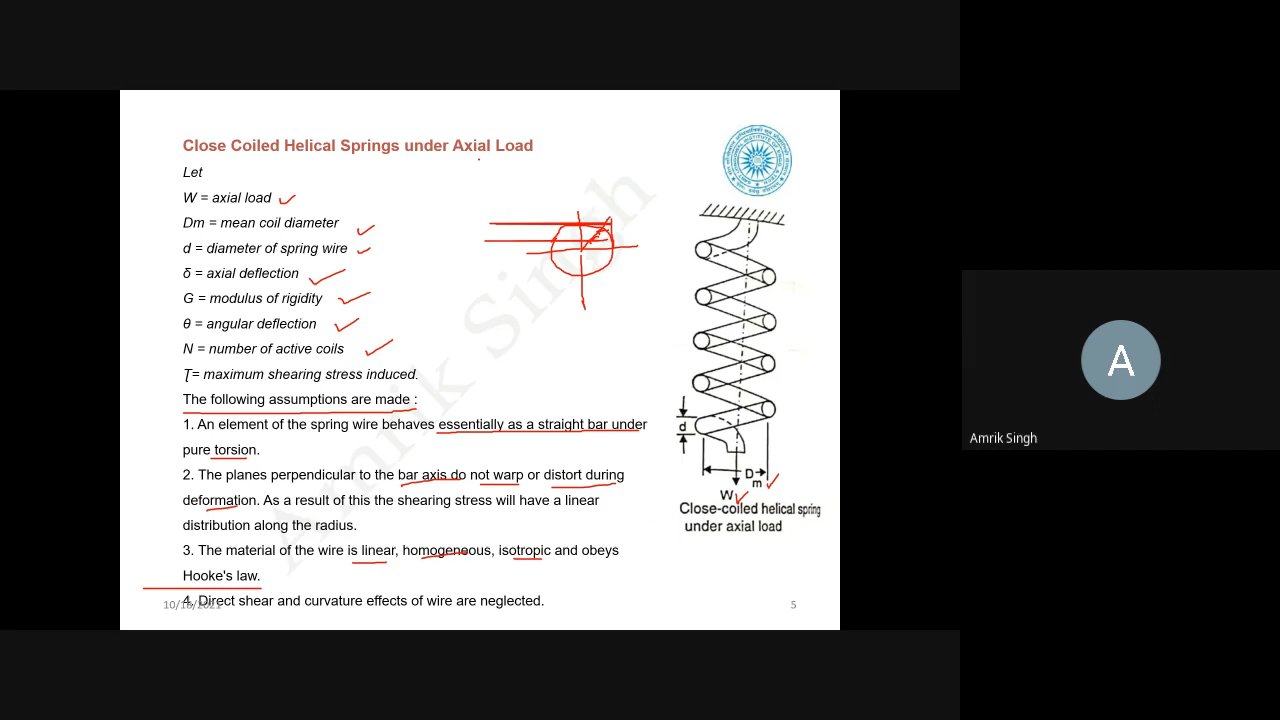 Close Coiled Helical Springs under Axial Load
Let
W = axial load
Dm = mean coil diameter
d = diameter of spring wire
δ = axial deflection
G = modulus of rigidity
θ = angular deflection
N = number of active coils
Ʈ= maximum shearing stress induced.
The following assumptions are made :
1. An element of the spring wire behaves essentially as a straight bar under
pure torsion.
2. The planes perpendicular to the bar axis do not warp or distort during
deformation. As a result of this the shearing stress will have a linear
distribution along the radius.
3. The material of the wire is linear, homogeneous, isotropic and obeys
Hooke's law.
4. Direct shear and curvature effects of wire are neglected.
5
d
D
m
W
Close-coiled helical spring
under axial load
Amrik Singh
A
Amrik Singh